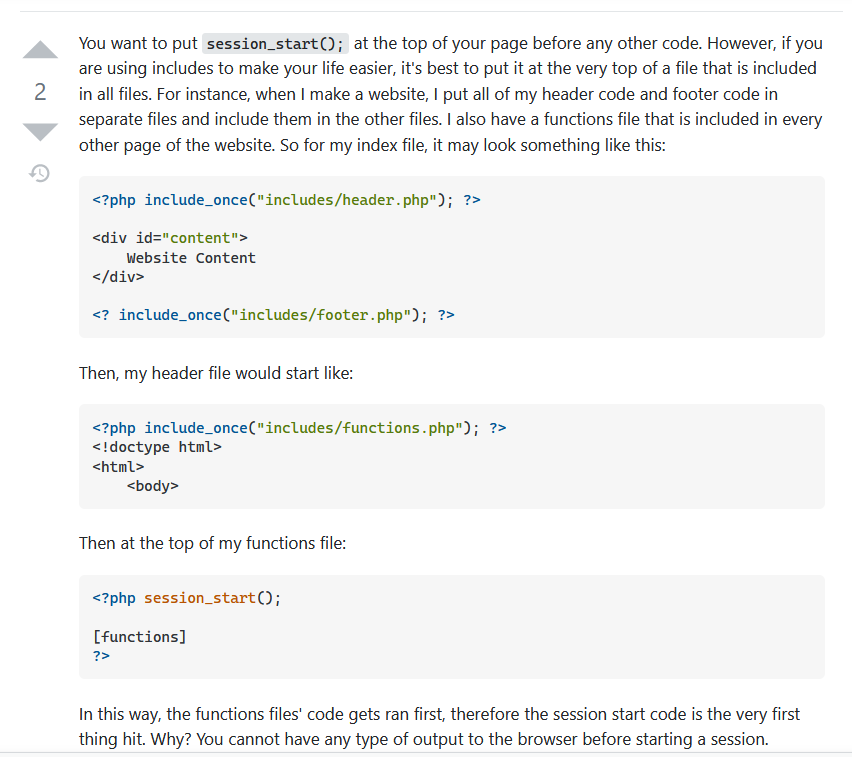 You want to put session_start(); at the top of your page before any other code. However, if you
are using includes to make your life easier, it's best to put it at the very top of a file that is included
2
in all files. For instance, when I make a website, I put all of my header code and footer code in
separate files and include them in the other files. I also have a functions file that is included in every
other page of the website. So for my index file, it may look something like this:
<?php include_once("includes/header.php"); ?>
<div id="content">
    Website Content
</div>
<? include_once("includes/footer.php"); ?>
Then, my header file would start like:
<?php include_once("includes/functions.php"); ?>
<!doctype html>
<html>
    <body>
Then at the top of my functions file:
<?php session_start();
[functions]
?>
In this way, the functions files' code gets ran first, therefore the session start code is the very first
thing hit. Why? You cannot have any type of output to the browser before starting a session.